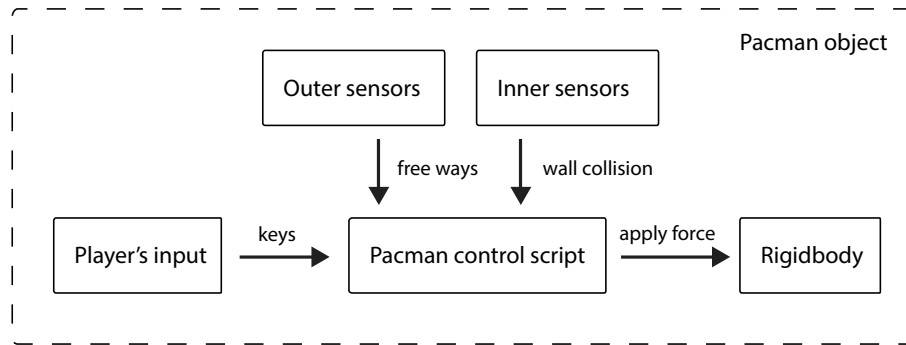 Pacman object
Outer sensors
Inner sensors
free ways
wall collision
Player's input
keys
Pacman control script
apply force
Rigidbody